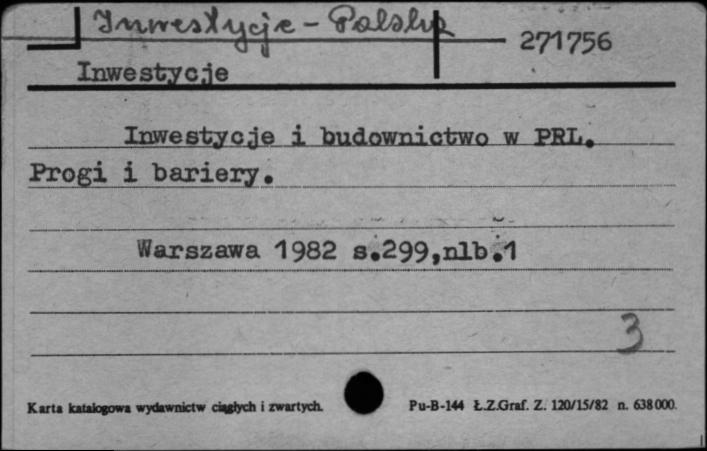 Inwestycje - Polska
271756
Inwestycje
Inwestycje i budownictwo w PRL.
Progi i bariery.
Warszawa 1982 s.299,nlb.1
3
Karta katalogowa wydawnictw ciągłych i zwartych. Pu-B-144 Ł.Z.Graf. Z. 120/15/82 n. 638000.